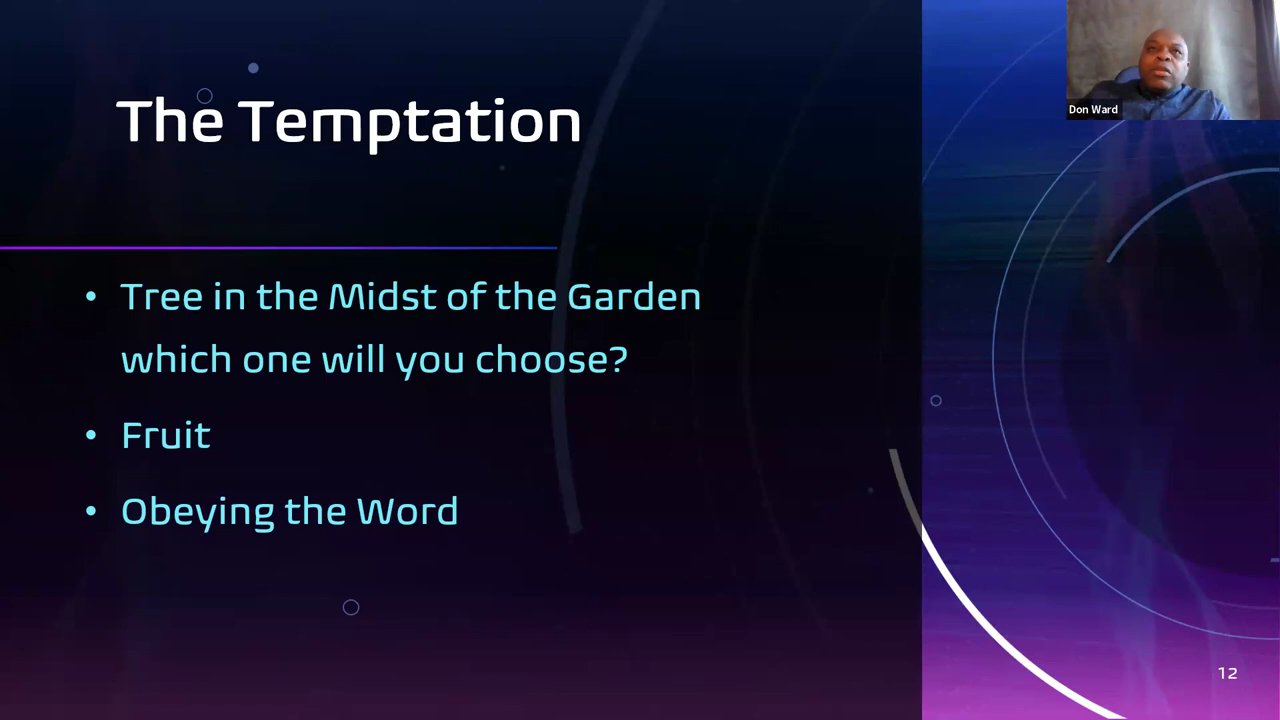 The Temptation
Don Ward
• Tree in the Midst of the Garden
which one will you choose?
• Fruit
• Obeying the Word
12